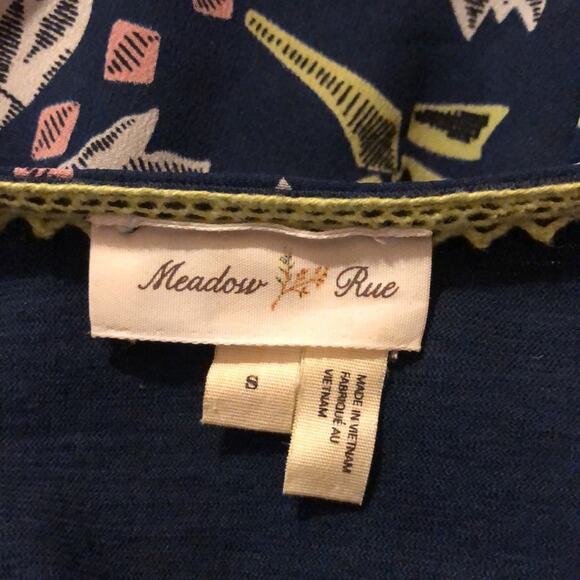 Meadow Rue
S
MADE IN VIETNAM
FABRIQUÉ AU
VIETNAM